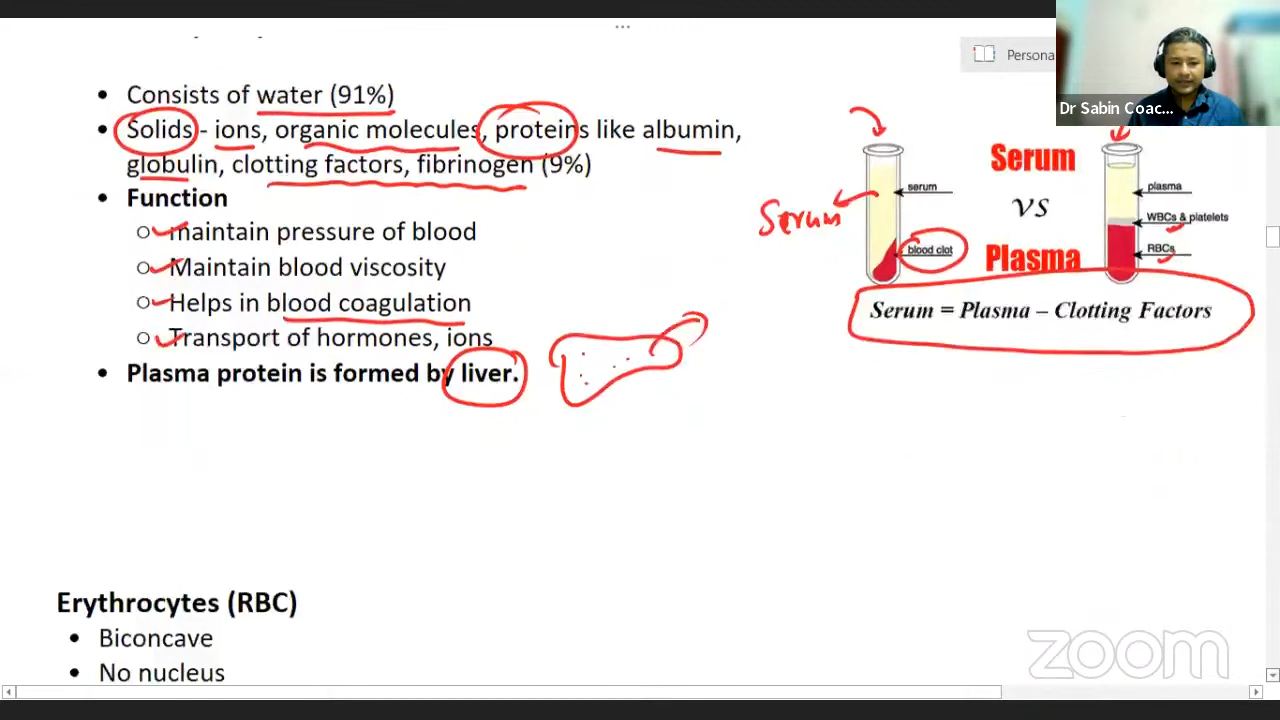 Persona
Dr Sabin Coac...
• Consists of water (91%)
• Solids - ions, organic molecules, proteins like albumin,
globulin, clotting factors, fibrinogen (9%)
• Function
○ maintain pressure of blood
○ Maintain blood viscosity
○ Helps in blood coagulation
○ Transport of hormones, ions
• Plasma protein is formed by liver.
Serum
serum
blood clot
Serum
vs
Plasma
plasma
WBCs & platelets
RBCs
Serum = Plasma – Clotting Factors
Erythrocytes (RBC)
• Biconcave
• No nucleus
zoom